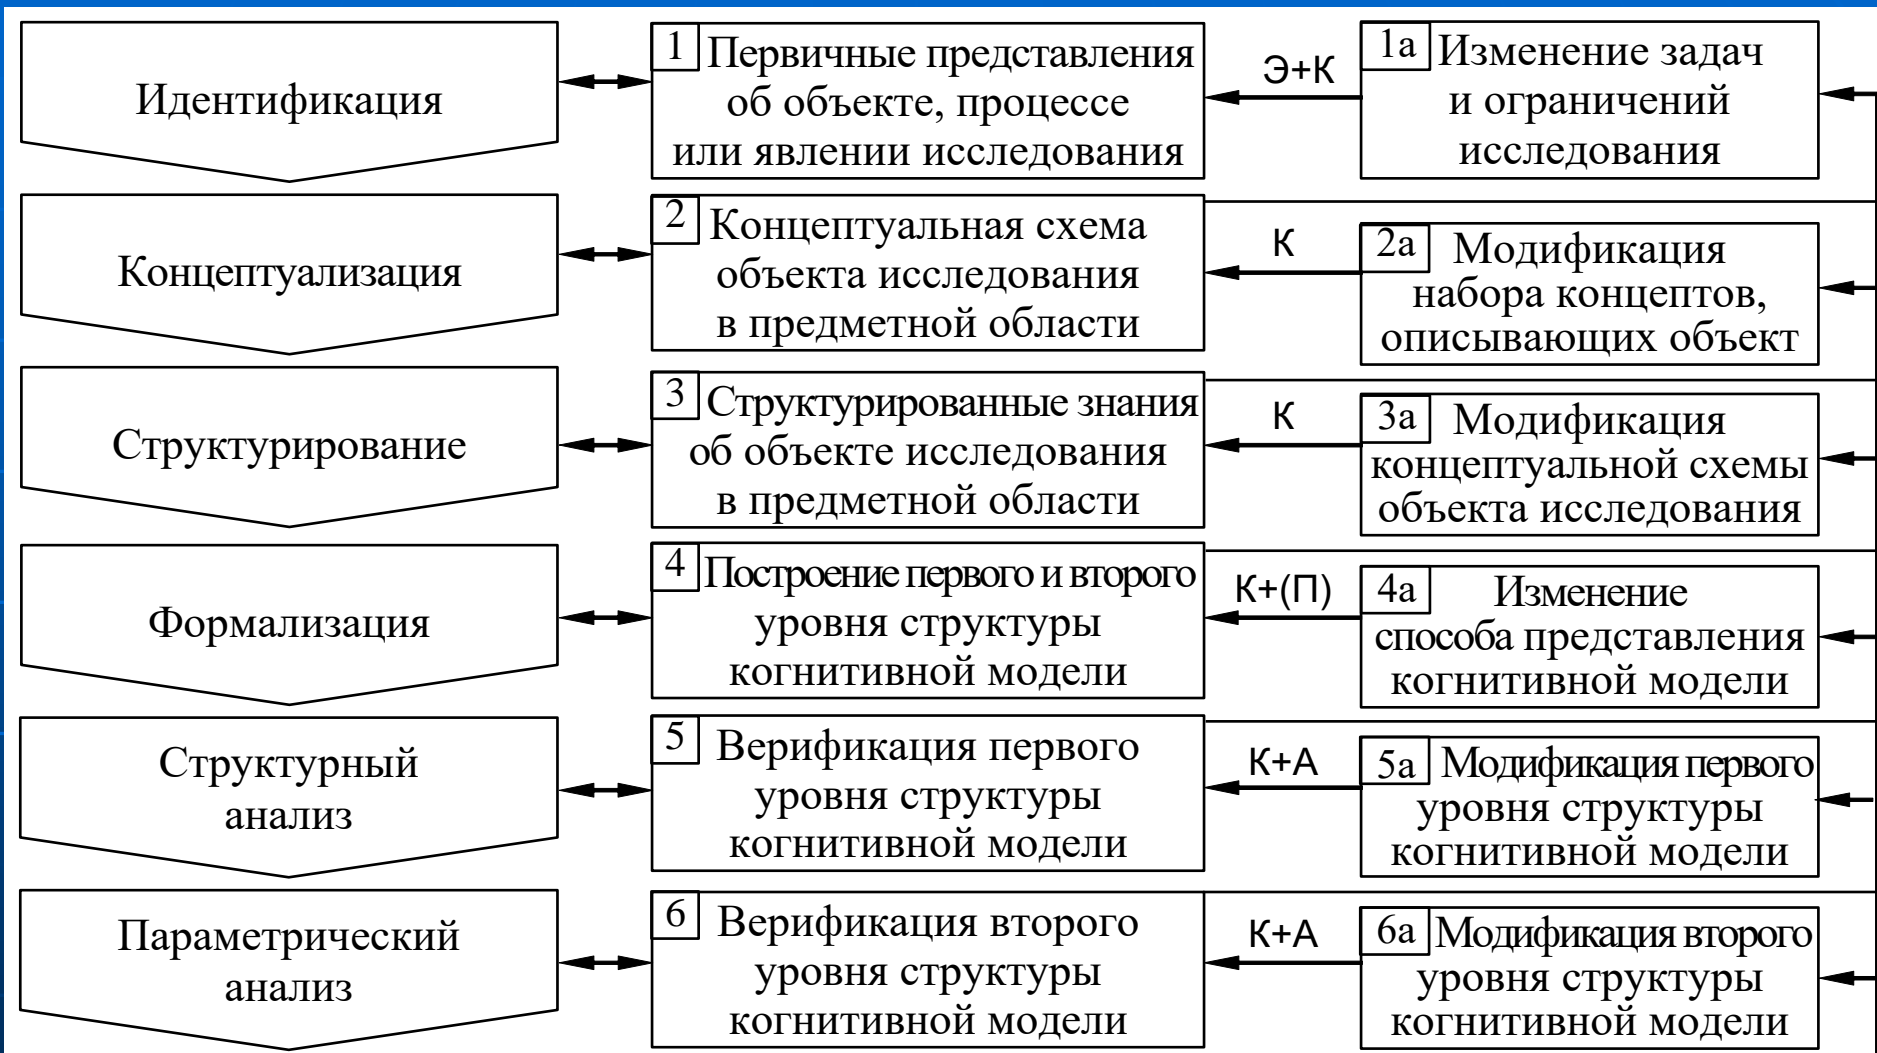 Идентификация
1 Первичные представления
об объекте, процессе
или явлении исследования
Э+К
1а Изменение задач
и ограничений
исследования
Концептуализация
2 Концептуальная схема
объекта исследования
в предметной области
К
2а Модификация
набора концептов,
описывающих объект
Структурирование
3 Структурированные знания
об объекте исследования
в предметной области
К
3а Модификация
концептуальной схемы
объекта исследования
Формализация
4 Построение первого и второго
уровня структуры
когнитивной модели
К+(П)
4а Изменение
способа представления
когнитивной модели
Структурный
анализ
5 Верификация первого
уровня структуры
когнитивной модели
К+А
5а Модификация первого
уровня структуры
когнитивной модели
Параметрический
анализ
6 Верификация второго
уровня структуры
когнитивной модели
К+А
6а Модификация второго
уровня структуры
когнитивной модели